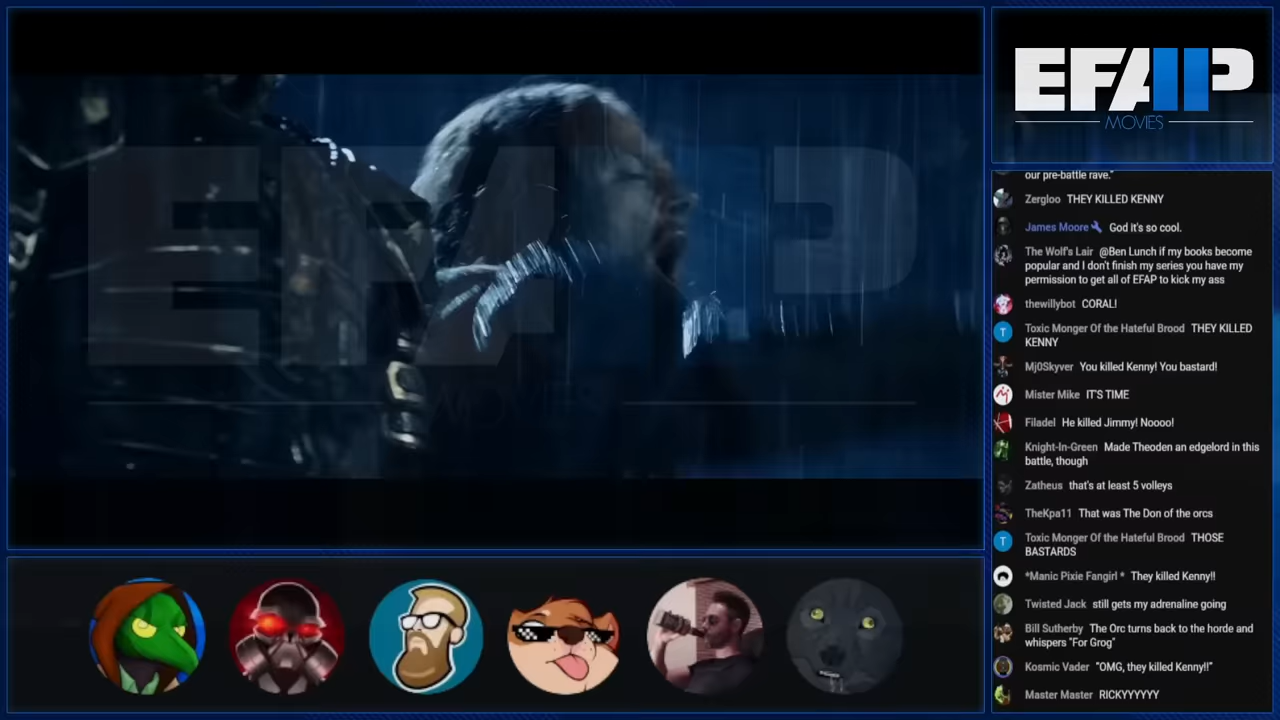 EFAP
MOVIES
EFAP
MOVIES
our pre-battle rave."
Zergloo THEY KILLED KENNY
James Moore God it's so cool.
The Wolf's Lair @Ben Lunch if my books become
popular and I don't finish my series you have my
permission to get all of EFAP to kick my ass
thewillybot CORAL!
Toxic Monger Of the Hateful Brood THEY KILLED
KENNY
Mj0Skyver You killed Kenny! You bastard!
Mister Mike IT'S TIME
Filadel He killed Jimmy! Noooo!
Knight-In-Green Made Theoden an edgelord in this
battle, though
Zatheus that's at least 5 volleys
TheKpa11 That was The Don of the orcs
Toxic Monger Of the Hateful Brood THOSE
BASTARDS
*Manic Pixie Fangirl * They killed Kenny!!
Twisted Jack still gets my adrenaline going
Bill Sutherby The Orc turns back to the horde and
whispers "For Grog"
Kosmic Vader "OMG, they killed Kenny!!"
Master Master RICKYYYYYY
T
T